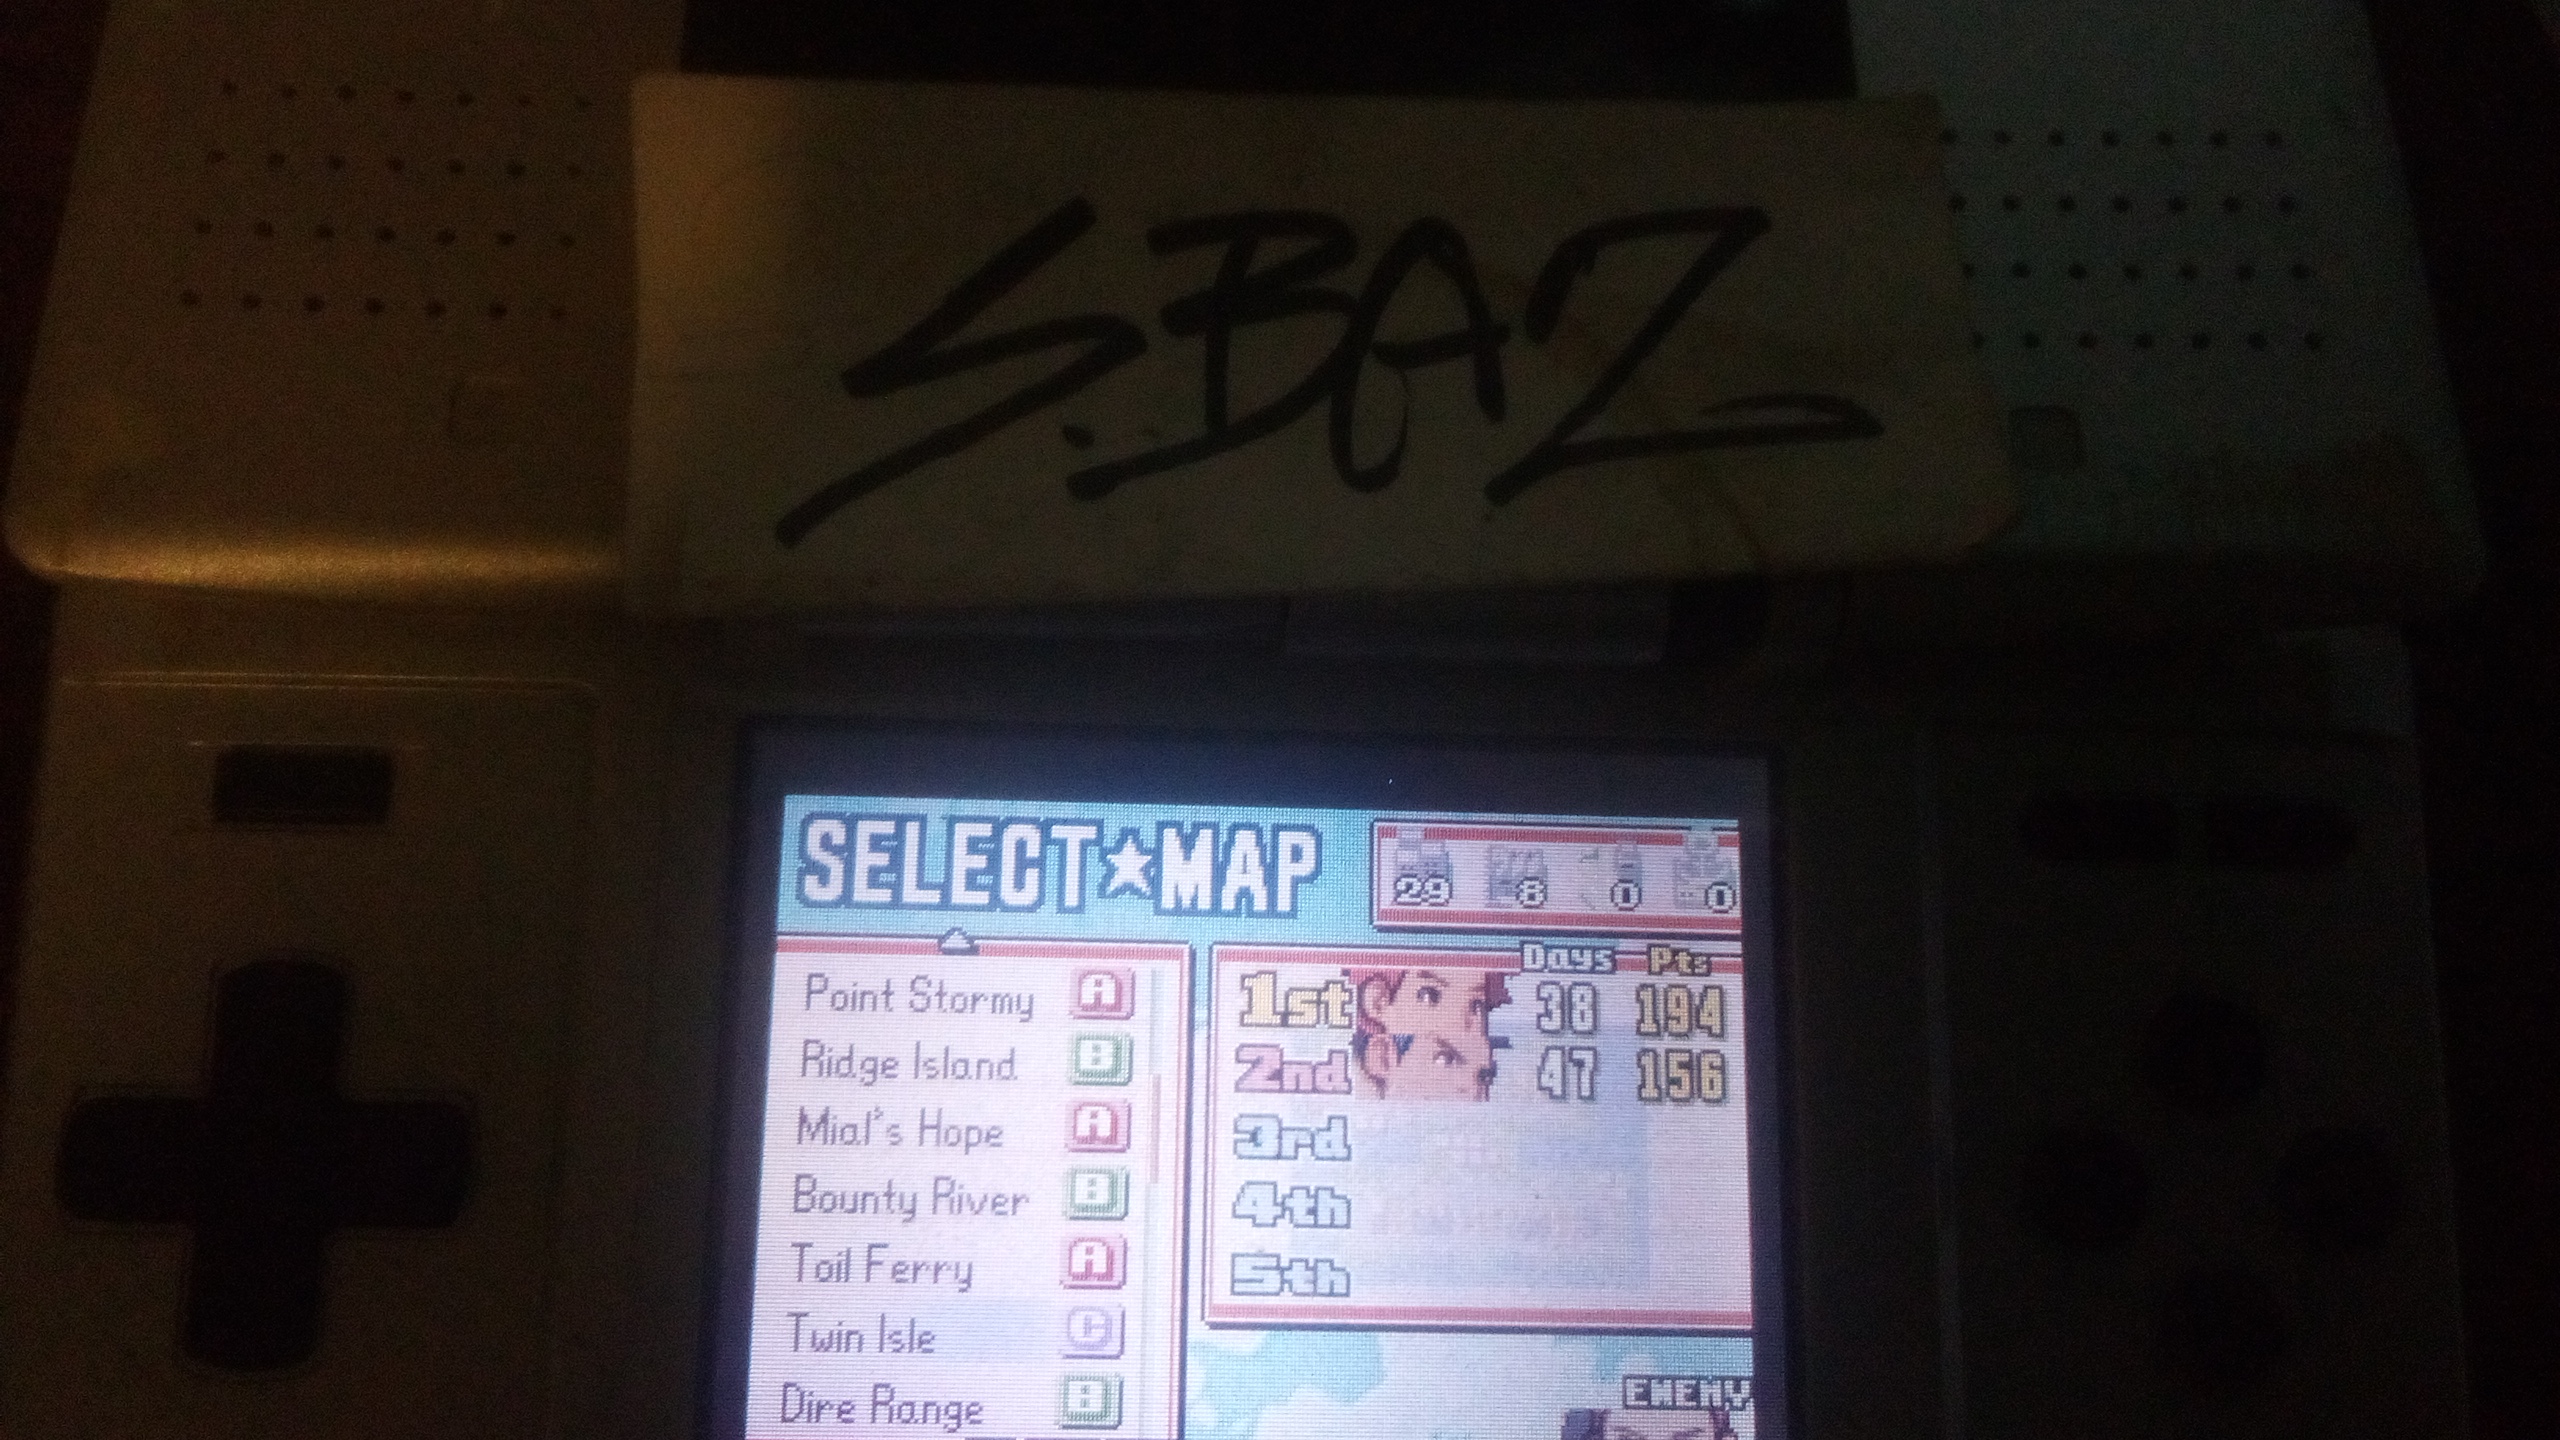 S.BAZ
SELECT★MAP
29 8 0 0
Days Pts
Point Stormy A
Ridge Island B
Mial's Hope A
Bounty River B
Toil Ferry A
Twin Isle C
Dire Range B
1st 38 194
2nd 47 156
3rd
4th
5th
ENEMY